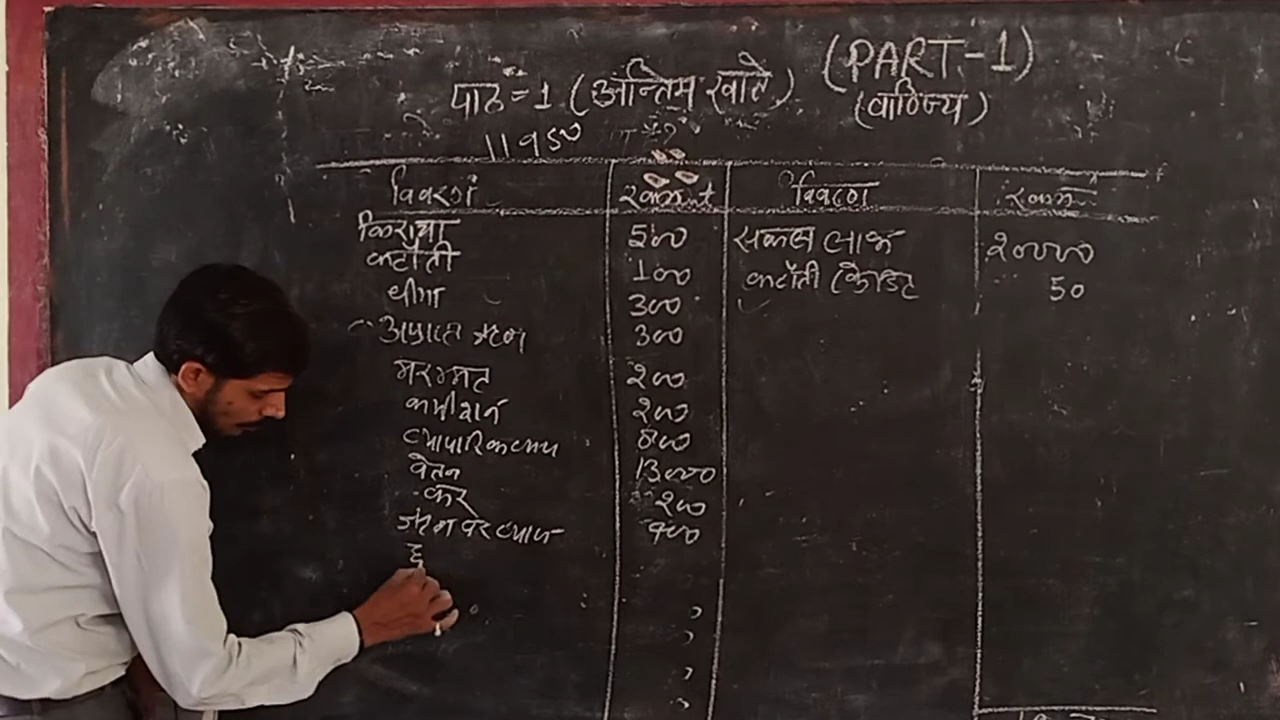 (PART-1)
पाठ=1 (अन्तिम खाते)
(वाणिज्य)
11950
विवरण रकम विवरण रकम
किराया 500 सकल लाभ 20000
कटौती 100 कटौती क्रेडिट 50
बीमा 300
अप्राप्त ऋण 300
मरम्मत 200
कमीशन 200
व्यापारिक व्यय 800
वेतन 13000
कर 200
ऋण पर ब्याज 900
ह